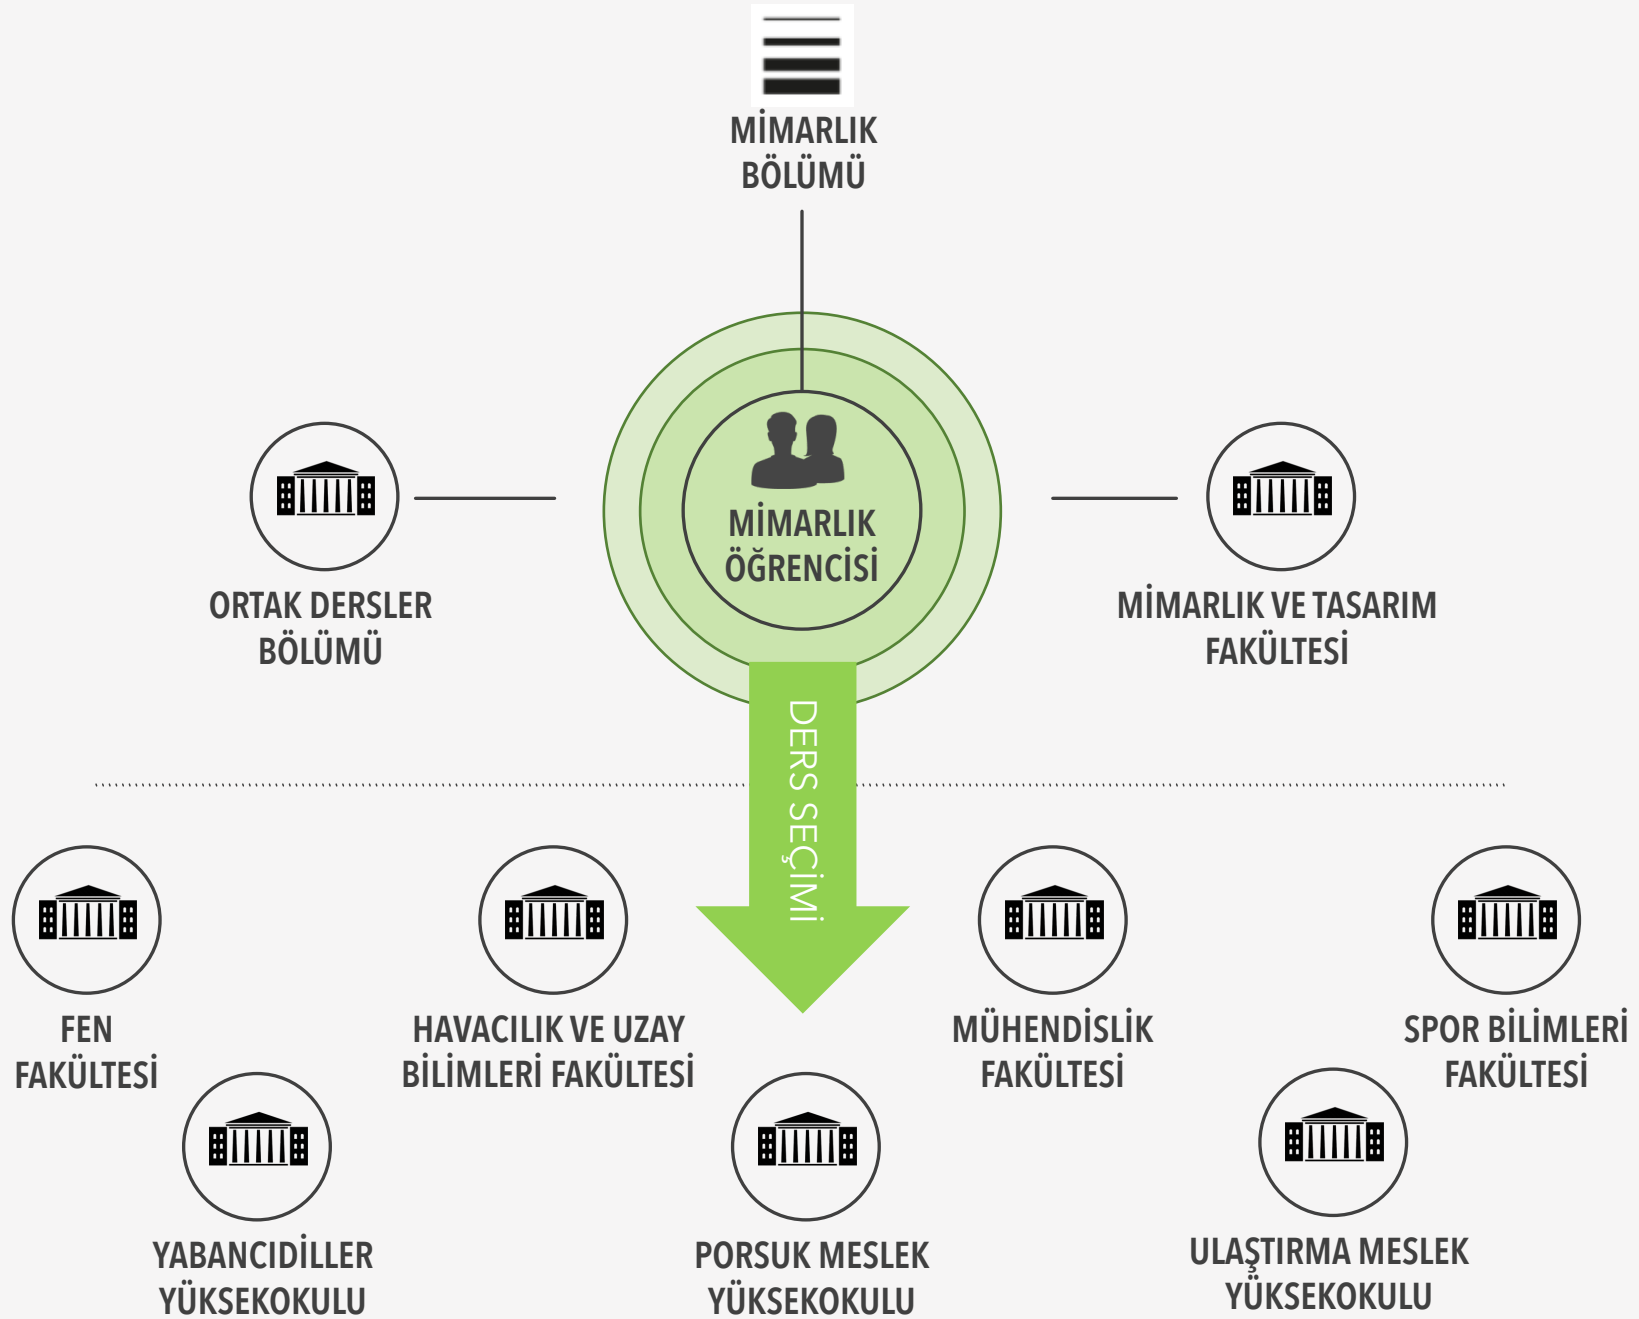 MİMARLIK
BÖLÜMÜ
MİMARLIK
ÖĞRENCİSİ
ORTAK DERSLER
BÖLÜMÜ
MİMARLIK VE TASARIM
FAKÜLTESİ
DERS SEÇİMİ
FEN
FAKÜLTESİ
HAVACILIK VE UZAY
BİLİMLERİ FAKÜLTESİ
MÜHENDİSLİK
FAKÜLTESİ
SPOR BİLİMLERİ
FAKÜLTESİ
YABANCIDİLLER
YÜKSEKOKULU
PORSUK MESLEK
YÜKSEKOKULU
ULAŞTIRMA MESLEK
YÜKSEKOKULU